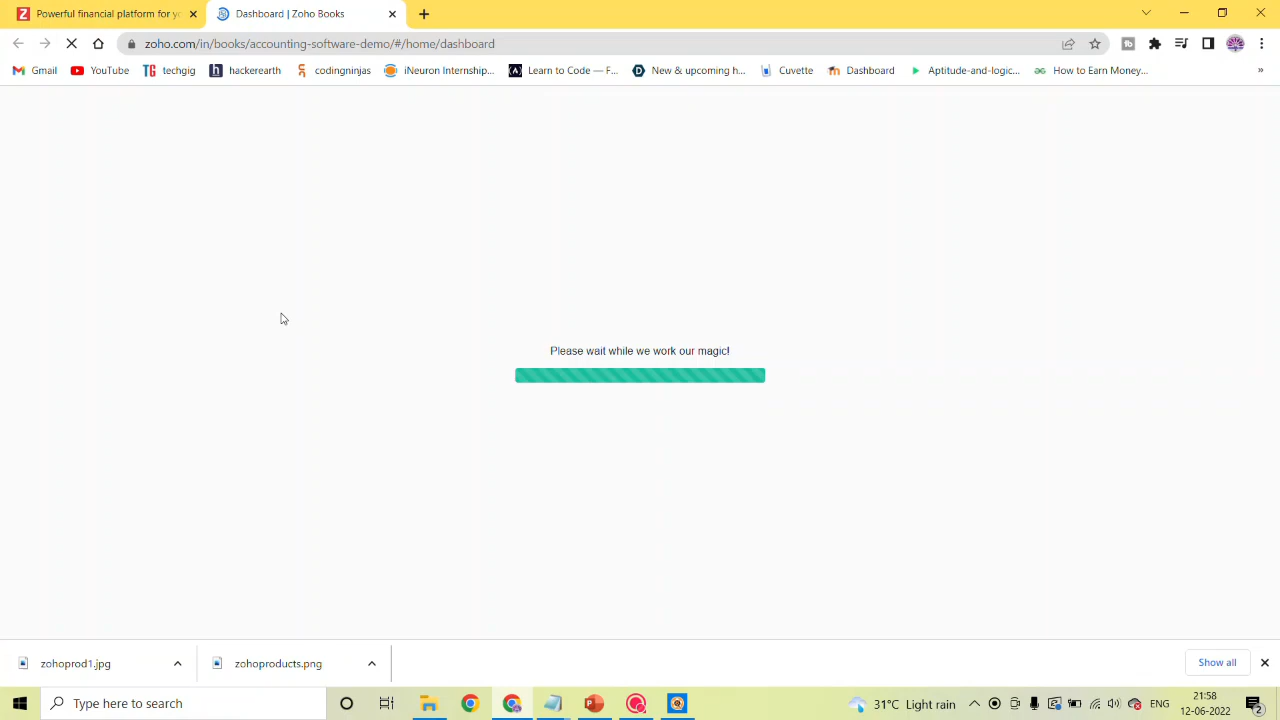 Powerful financial platform for yo
Dashboard | Zoho Books
zoho.com/in/books/accounting-software-demo/#/home/dashboard
Gmail
YouTube
techgig
hackerearth
codingninjas
iNeuron Internship...
Learn to Code — F...
New & upcoming h...
Cuvette
Dashboard
Aptitude-and-logic...
How to Earn Money...
»
Please wait while we work our magic!
zohoprod1.jpg
zohoproducts.png
Show all
Type here to search
31°C Light rain
ENG
21:58
12-06-2022
2